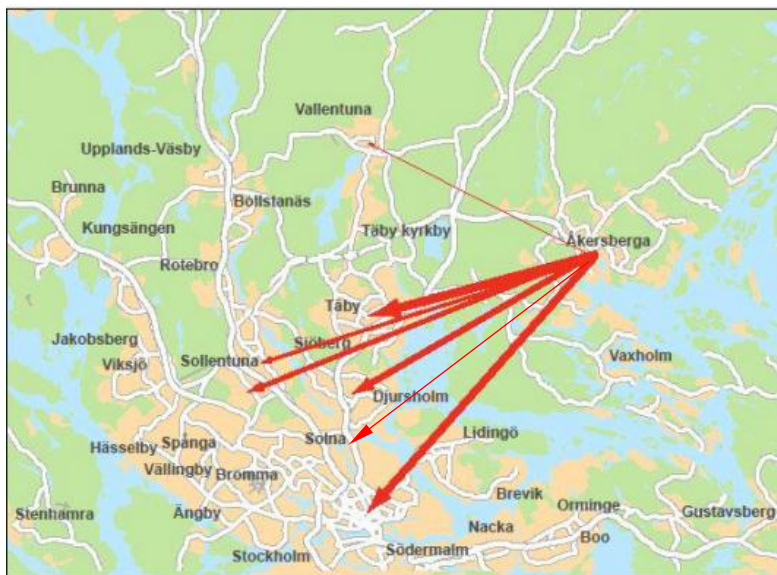 Vallentuna
Upplands-Väsby
Brunna
Bollstanäs
Kungsängen
Täby kyrkby
Åkersberga
Rotebro
Täby
Jakobsberg
Sjöberg
Viksjö
Sollentuna
Vaxholm
Djursholm
Solna
Lidingö
Hässelby
Spånga
Vällingby
Bromma
Brevik
Stenhamra
Ängby
Orminge
Gustavsberg
Nacka
Boo
Stockholm
Södermalm